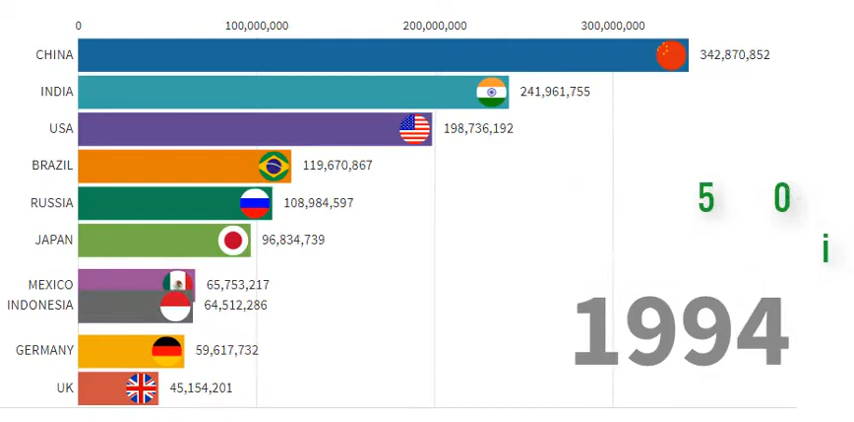 0 100,000,000 200,000,000 300,000,000
CHINA 342,870,852
INDIA 241,961,755
USA 198,736,192
BRAZIL 119,670,867
RUSSIA 108,984,597
5 0
JAPAN 96,834,739
i
MEXICO 65,753,217
INDONESIA 64,512,286
1994
GERMANY 59,617,732
UK 45,154,201